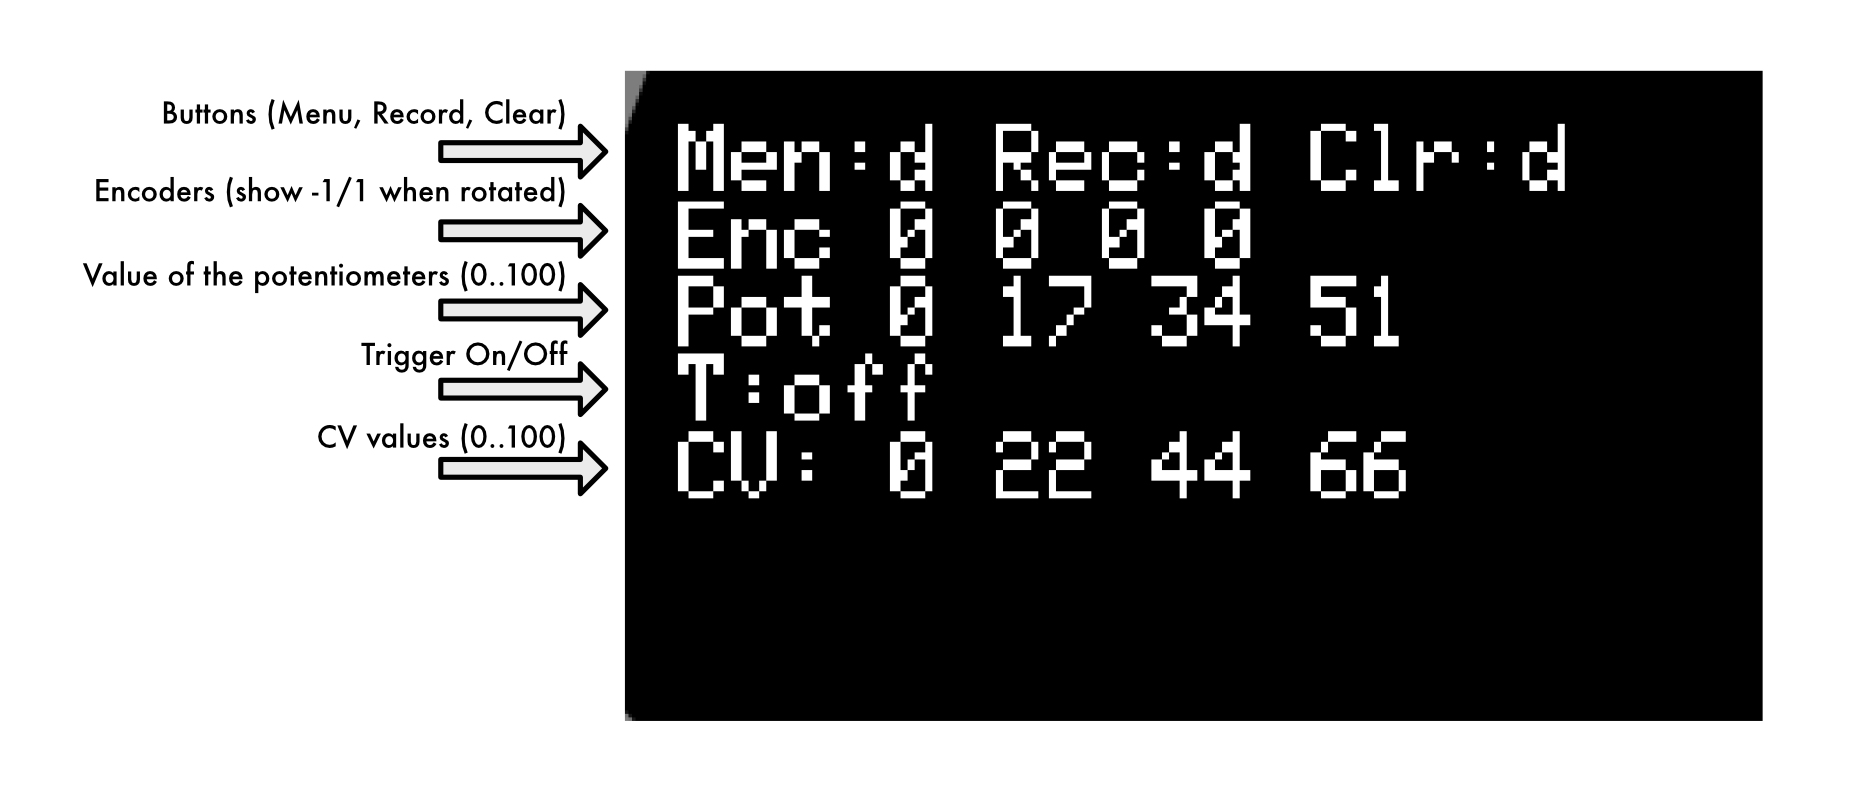 Buttons (Menu, Record, Clear)
Men:d Rec:d Clr:d
Encoders (show -1/1 when rotated)
Enc 0 0 0 0
Value of the potentiometers (0..100)
Pot 0 17 34 51
Trigger On/Off
T:off
CV values (0..100)
CV: 0 22 44 66